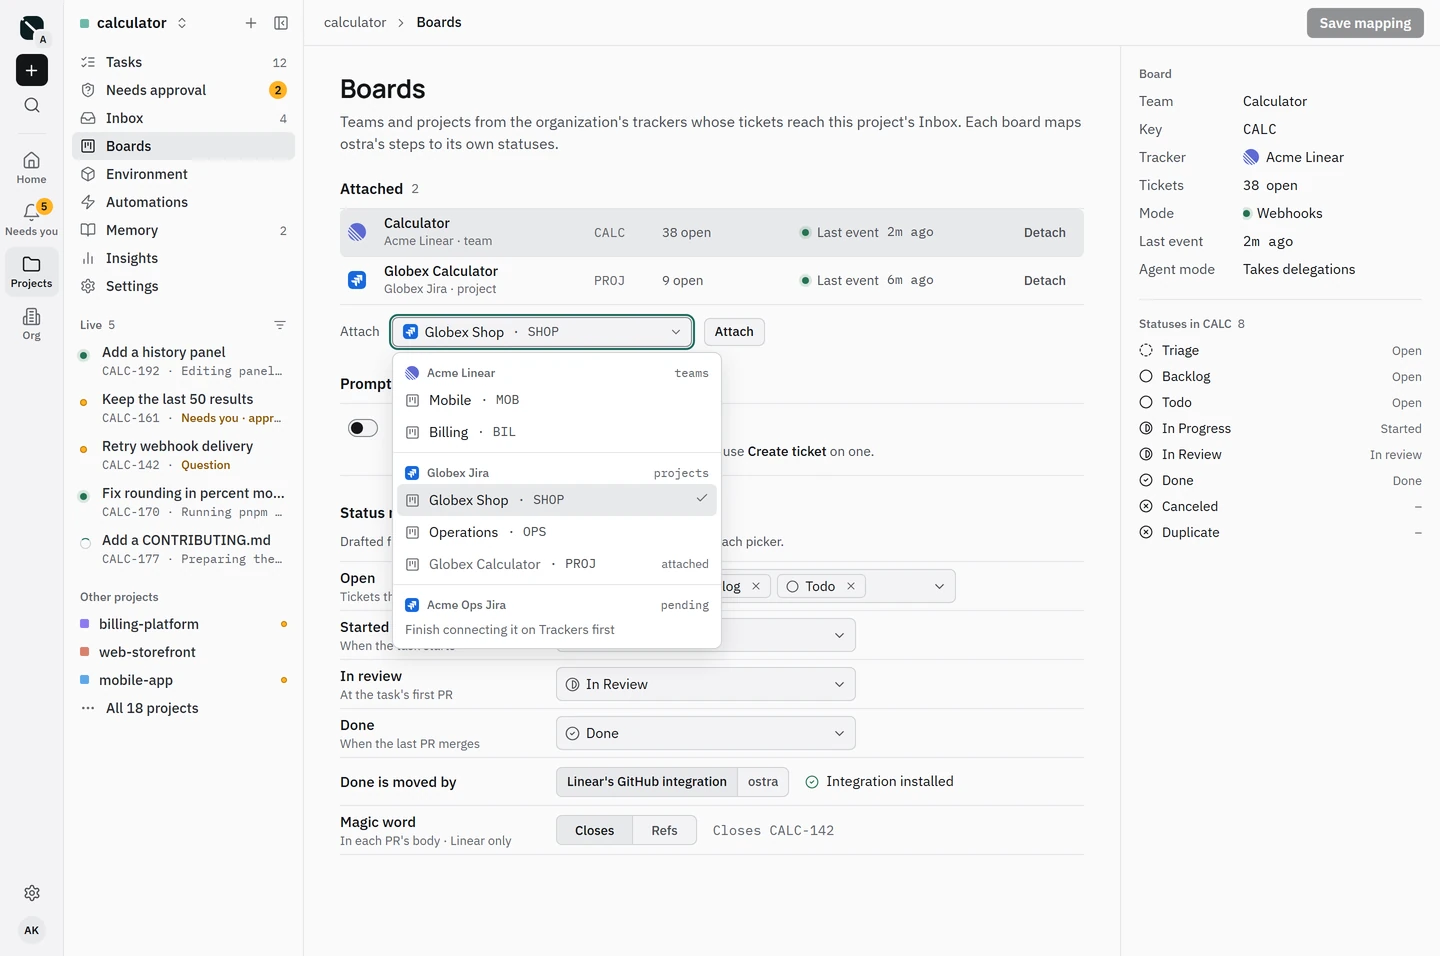 A
Home
5
Needs you
Projects
Org
AK
calculator
Tasks 12
Needs approval 2
Inbox 4
Boards
Environment
Automations
Memory 2
Insights
Settings
Live 5
Add a history panel
CALC-192 · Editing panel…
Keep the last 50 results
CALC-161 · Needs you · appr…
Retry webhook delivery
CALC-142 · Question
Fix rounding in percent mo…
CALC-170 · Running pnpm …
Add a CONTRIBUTING.md
CALC-177 · Preparing the…
Other projects
billing-platform
web-storefront
mobile-app
All 18 projects
calculator > Boards
Save mapping
Boards
Teams and projects from the organization's trackers whose tickets reach this project's Inbox. Each board maps
ostra's steps to its own statuses.
Attached 2
Calculator
Acme Linear · team
CALC 38 open Last event 2m ago Detach
Globex Calculator
Globex Jira · project
PROJ 9 open Last event 6m ago Detach
Attach Globex Shop · SHOP Attach
Acme Linear teams
Mobile · MOB
Billing · BIL
Globex Jira projects
Globex Shop · SHOP
Operations · OPS
Globex Calculator · PROJ attached
Acme Ops Jira pending
Finish connecting it on Trackers first
Prompt
use Create ticket on one.
Status
Drafted
picker.
Open
Tickets
Todo
Started
When the task starts
In review
At the task's first PR
In Review
Done
When the last PR merges
Done
Done is moved by
Linear's GitHub integration ostra Integration installed
Magic word
In each PR's body · Linear only
Closes Refs Closes CALC-142
Board
Team Calculator
Key CALC
Tracker Acme Linear
Tickets 38 open
Mode Webhooks
Last event 2m ago
Agent mode Takes delegations
Statuses in CALC 8
Triage Open
Backlog Open
Todo Open
In Progress Started
In Review In review
Done Done
Canceled –
Duplicate –